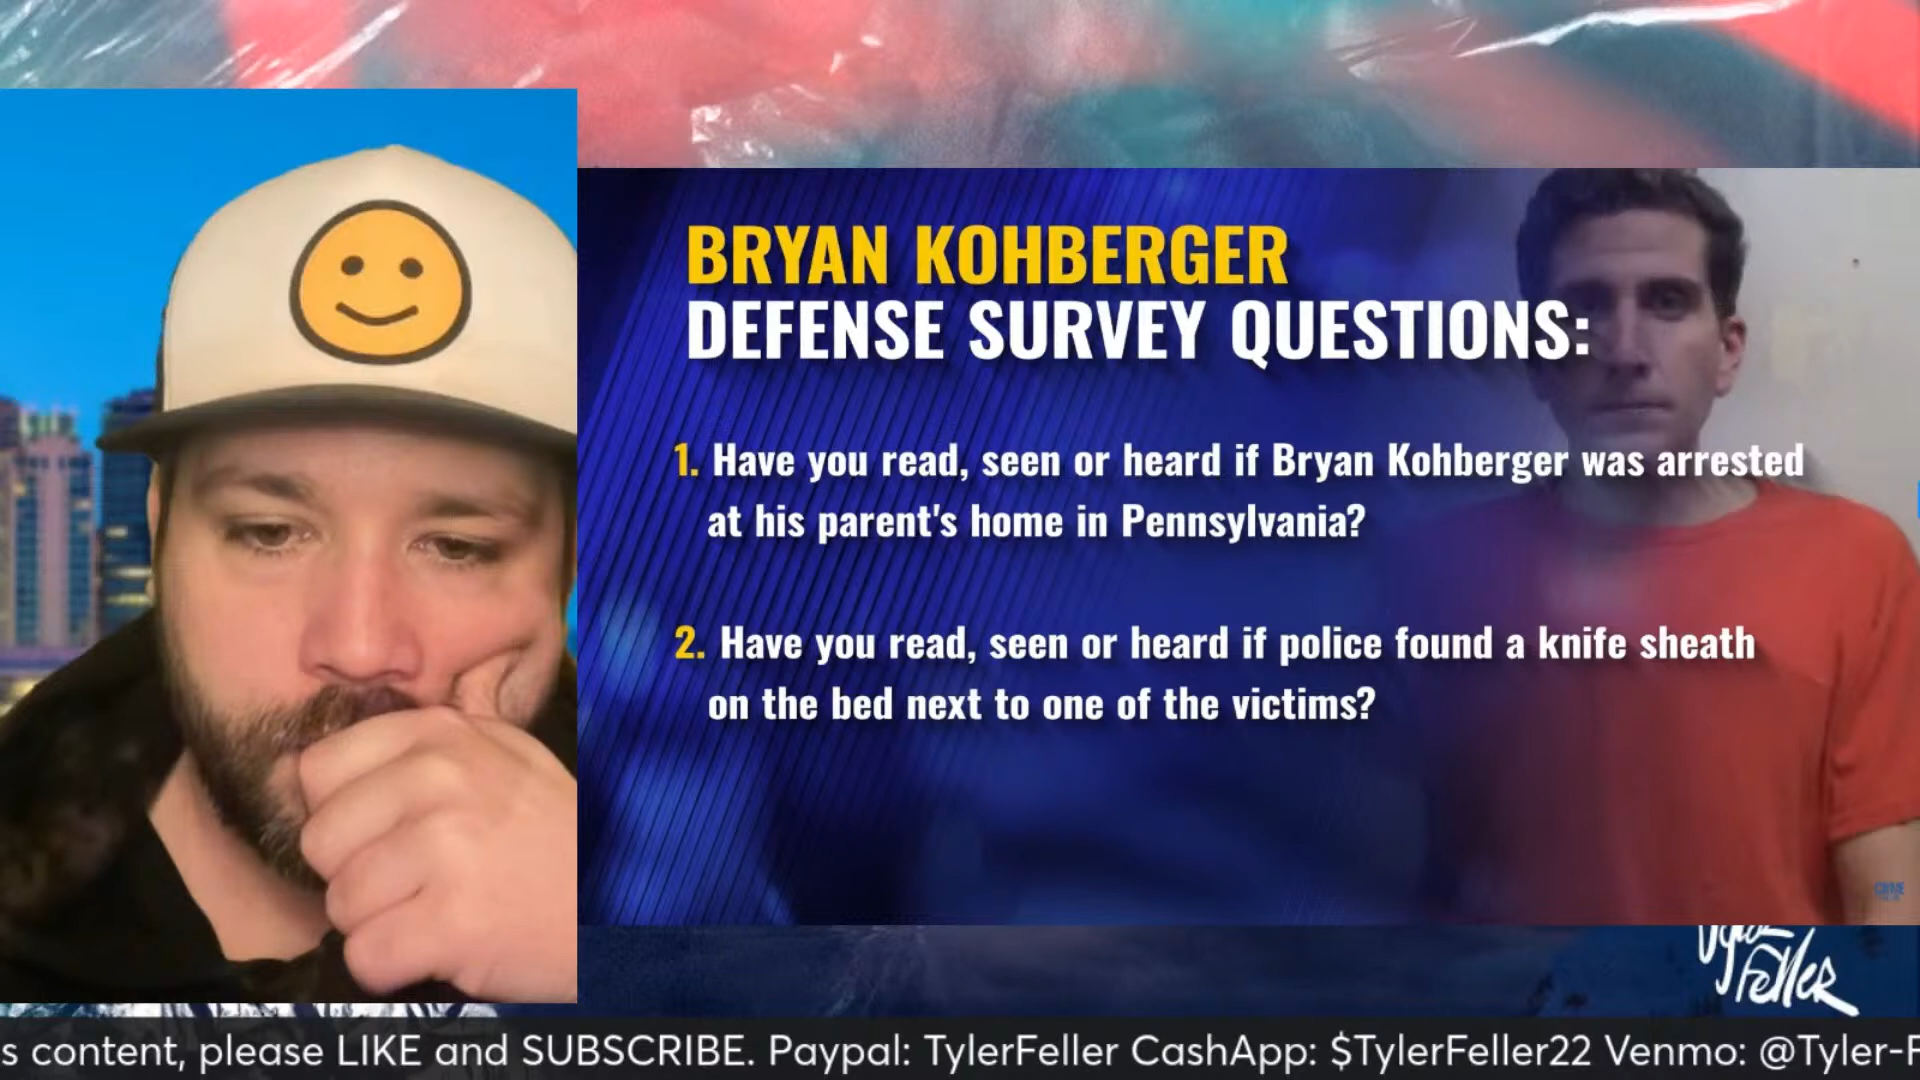 BRYAN KOHBERGER
DEFENSE SURVEY QUESTIONS:
1. Have you read, seen or heard if Bryan Kohberger was arrested
at his parent's home in Pennsylvania?
2. Have you read, seen or heard if police found a knife sheath
on the bed next to one of the victims?
CRIME
Tyler
Feller
s content, please LIKE and SUBSCRIBE. Paypal: TylerFeller CashApp: $TylerFeller22 Venmo: @Tyler-F